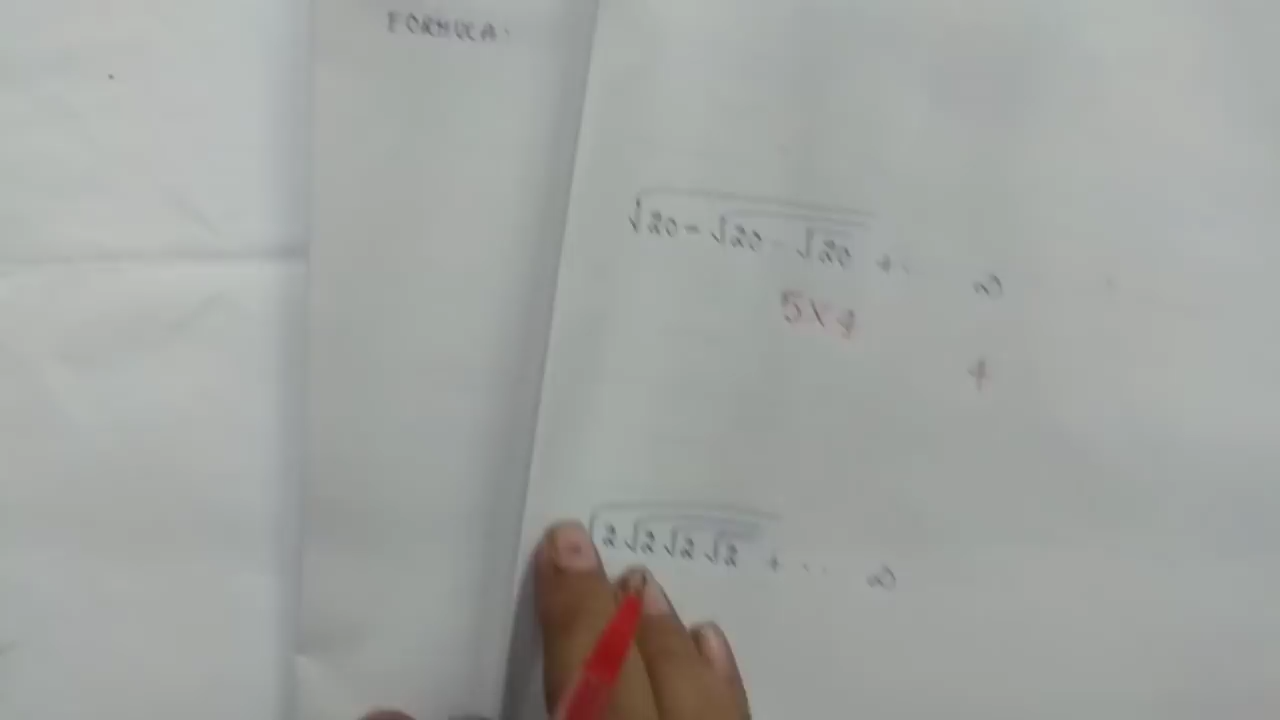 FORMULA:
√20-√20-√20 +.. ∞
5×4
4
√2√2√2√2 + ... ∞